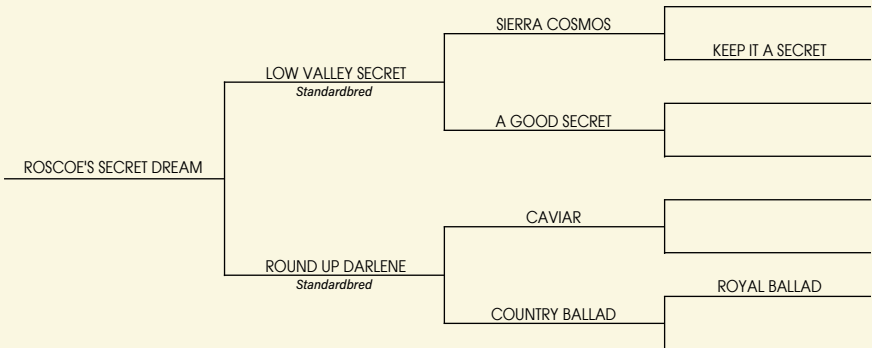 SIERRA COSMOS
KEEP IT A SECRET
LOW VALLEY SECRET
Standardbred
A GOOD SECRET
ROSCOE'S SECRET DREAM
CAVIAR
ROUND UP DARLENE
Standardbred
ROYAL BALLAD
COUNTRY BALLAD